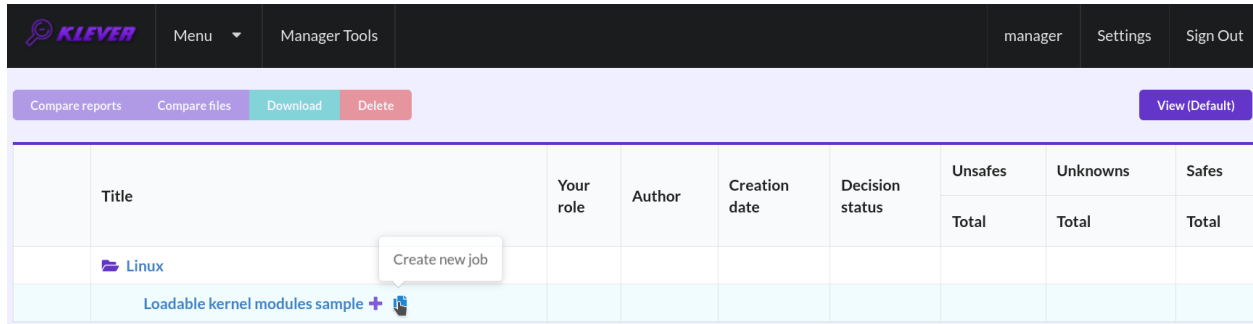 KLEVER Menu Manager Tools manager Settings Sign Out
Compare reports Compare files Download Delete View (Default)
Title Your role Author Creation date Decision status Unsafes Unknowns Safes
Total Total Total
Linux
Create new job
Loadable kernel modules sample